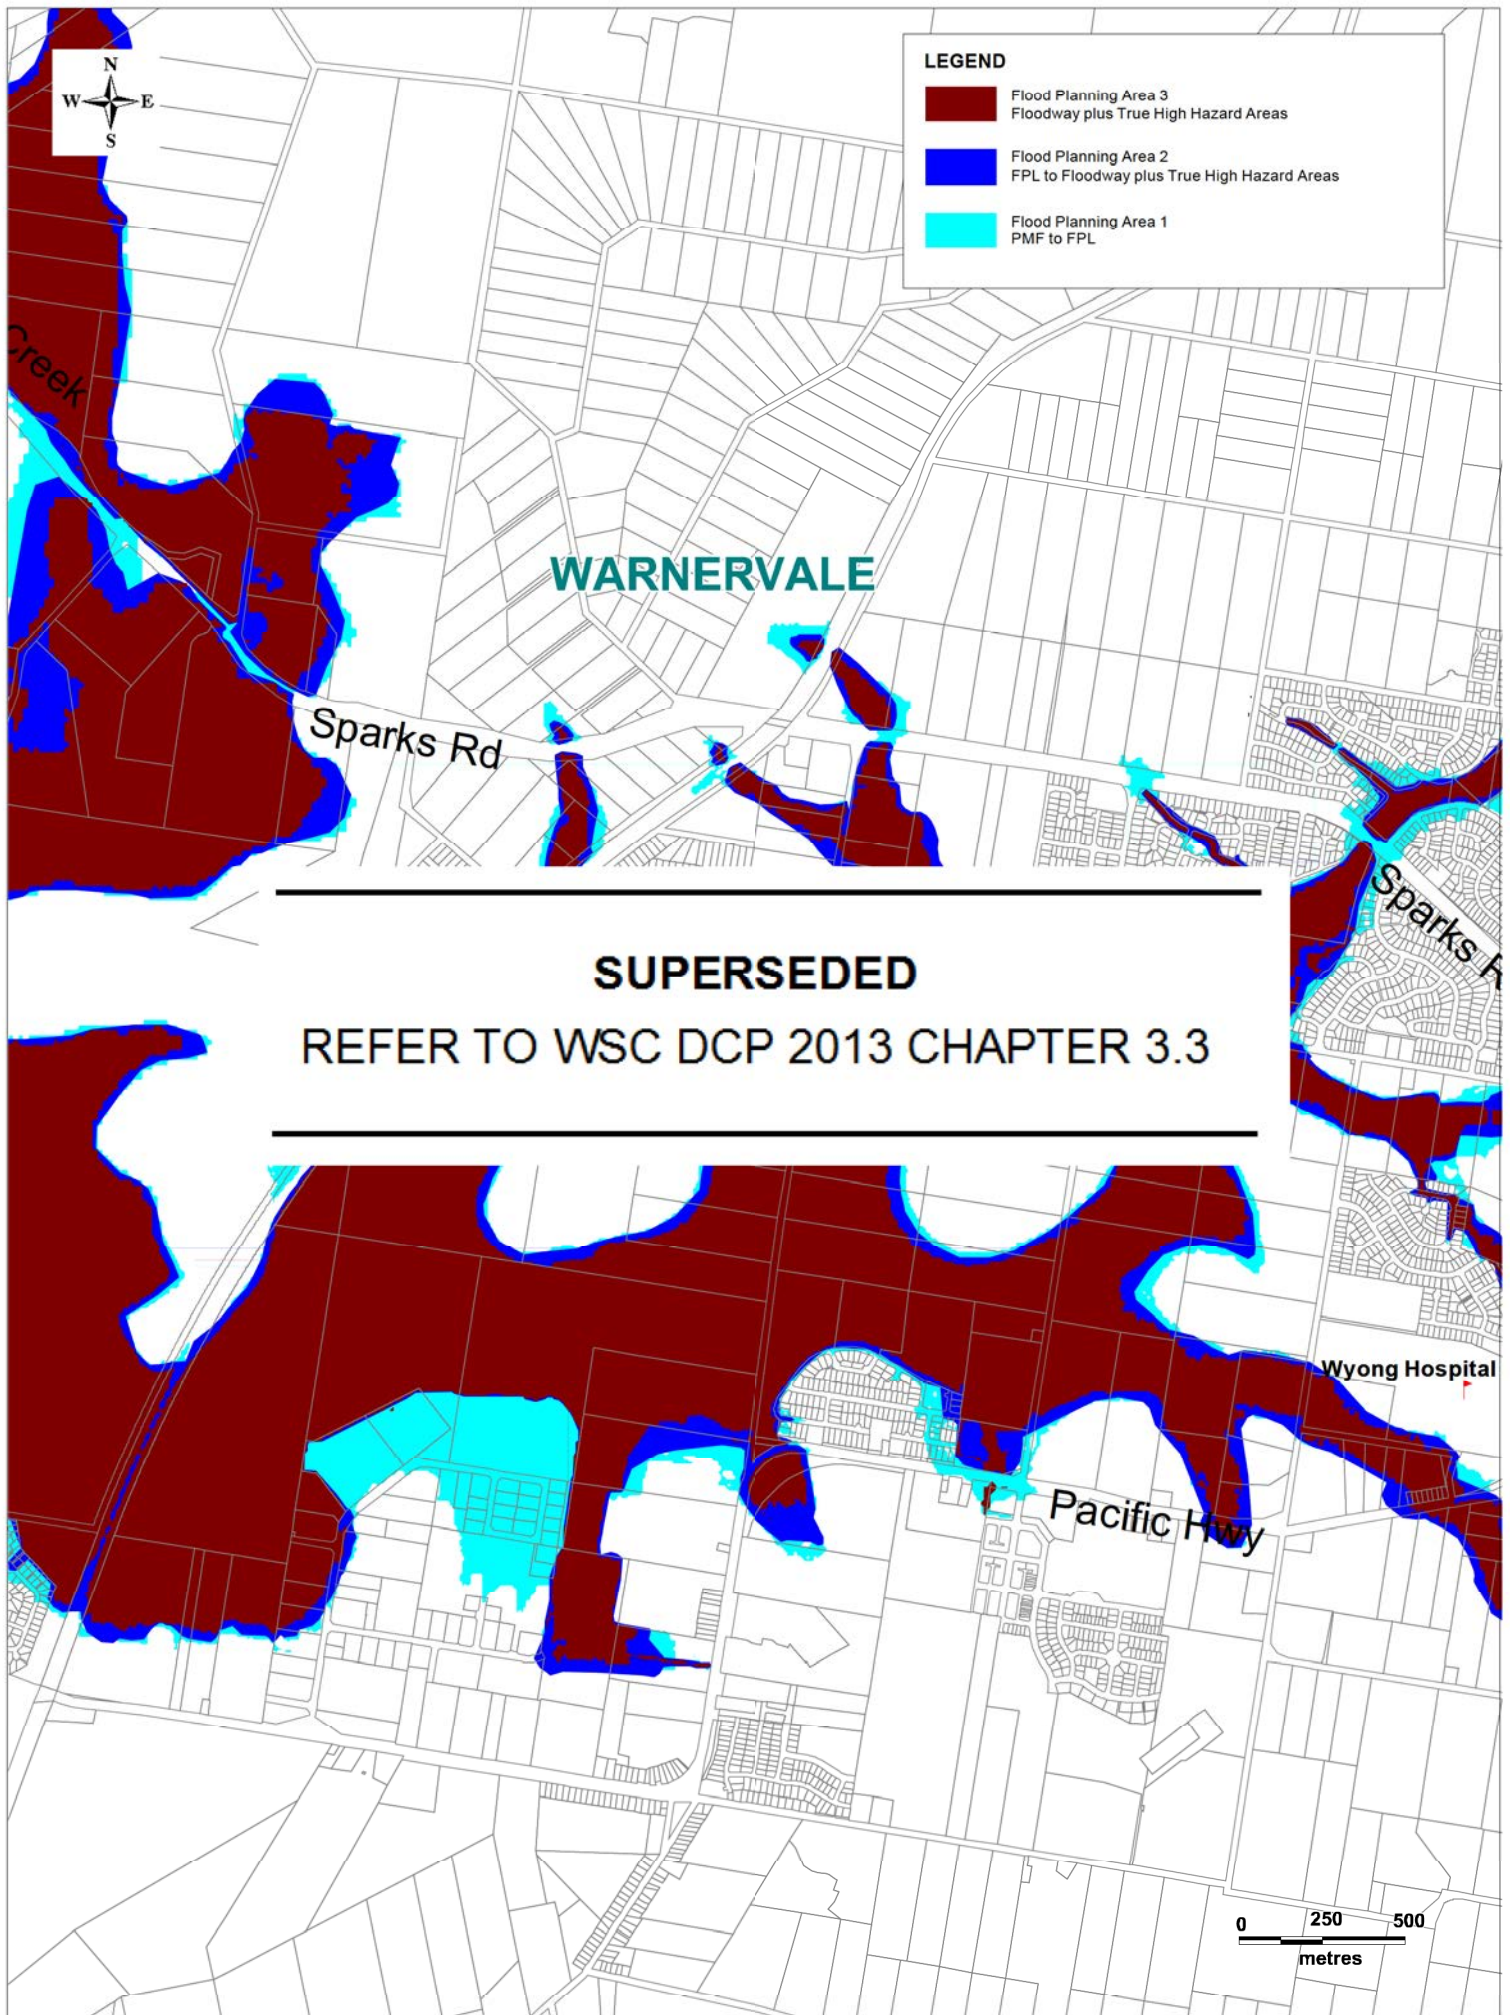 N
W E
S
LEGEND
Flood Planning Area 3
Floodway plus True High Hazard Areas
Flood Planning Area 2
FPL to Floodway plus True High Hazard Areas
Flood Planning Area 1
PMF to FPL
Creek
WARNERVALE
Sparks Rd
Sparks R
SUPERSEDED
REFER TO WSC DCP 2013 CHAPTER 3.3
Wyong Hospital
Pacific Hwy
0 250 500
metres